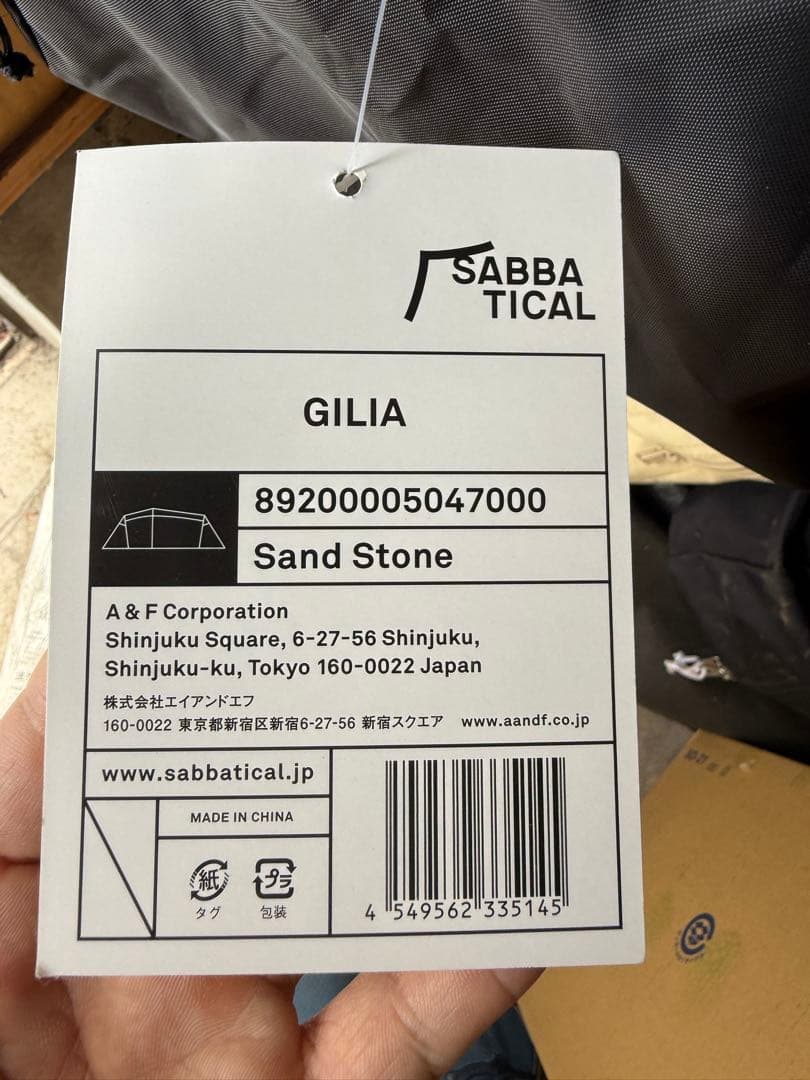 SABBA
TICAL
GILIA
89200005047000
Sand Stone
A & F Corporation
Shinjuku Square, 6-27-56 Shinjuku,
Shinjuku-ku, Tokyo 160-0022 Japan
株式会社エイアンドエフ
160-0022 東京都新宿区新宿6-27-56 新宿スクエア www.aandf.co.jp
www.sabbatical.jp
MADE IN CHINA
紙 プラ
タグ 包装
4 549562 335145